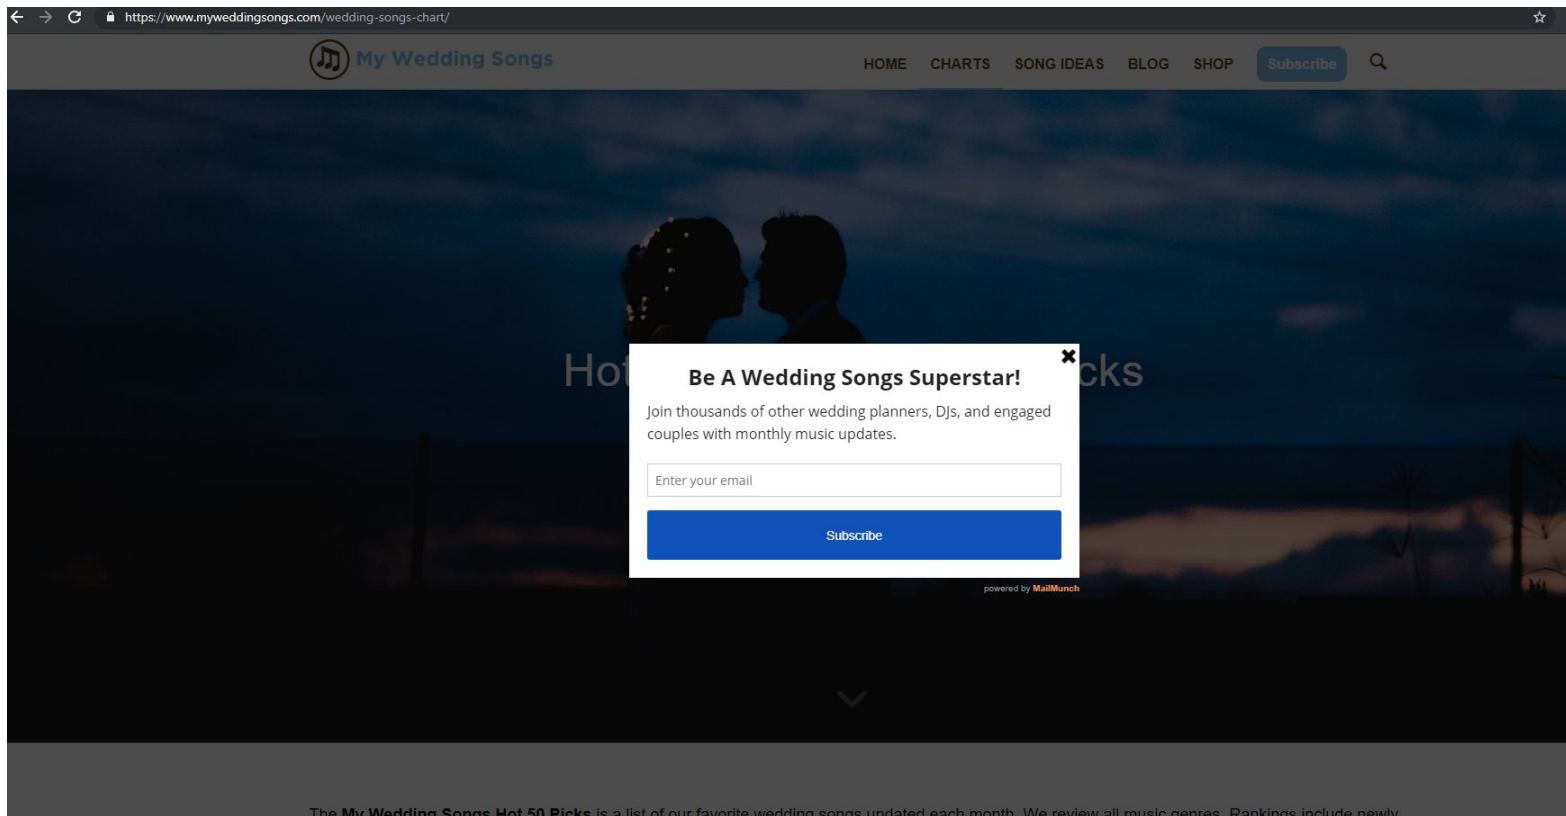 https://www.myweddingsongs.com/wedding-songs-chart/
My Wedding Songs
HOME CHARTS SONG IDEAS BLOG SHOP Subscribe
Be A Wedding Songs Superstar!
Join thousands of other wedding planners, DJs, and engaged
couples with monthly music updates.
Enter your email
Subscribe
powered by MailMunch
The My Wedding Songs Hot 50 Picks is a list of our favorite wedding songs updated each month. We review all music genres. Rankings include newly